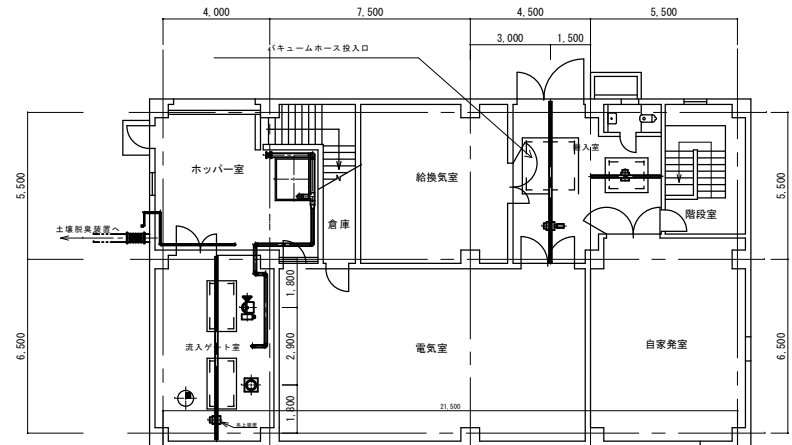 4,000
7,500
4,500
5,500
3,000
1,500
バキュームホース投入口
5,500
ホッパー室
給換気室
搬入室
5,500
倉庫
階段室
土壌脱臭装置へ
1,800
6,500
流入ゲート室
2,900
電気室
自家発室
6,500
21,500
1,800
吊上装置